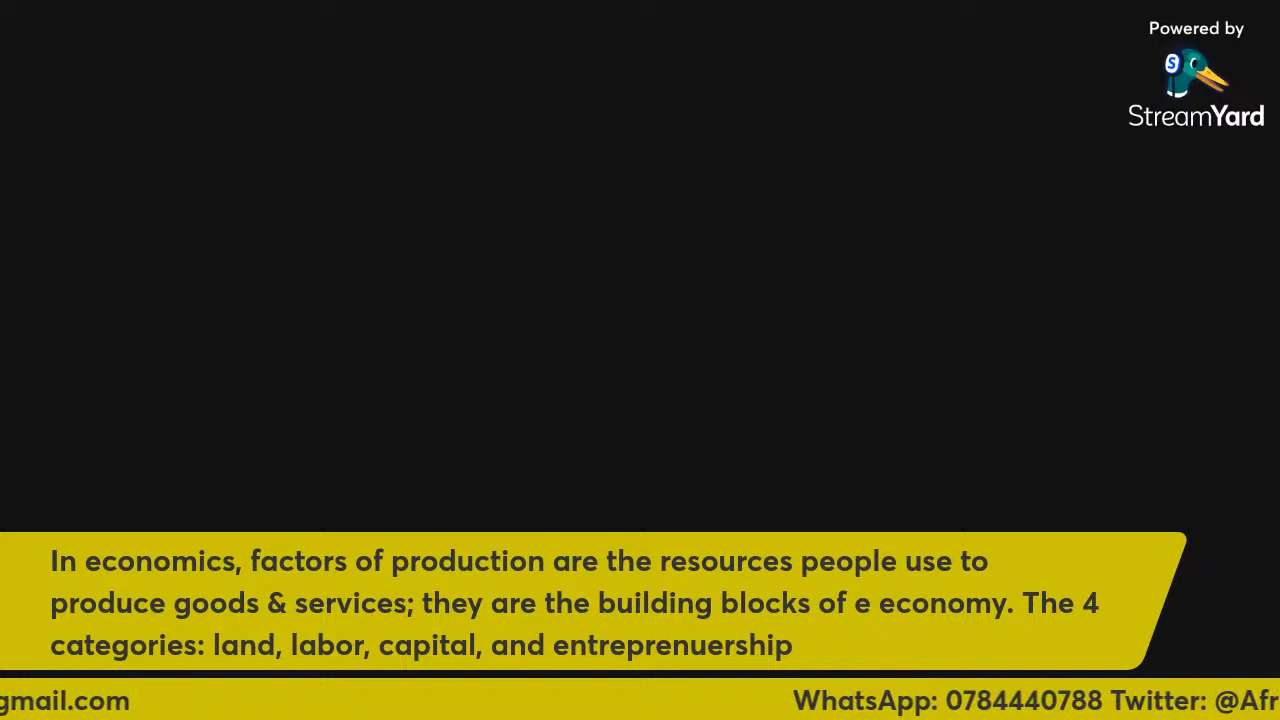 Powered by
S
StreamYard
In economics, factors of production are the resources people use to
produce goods & services; they are the building blocks of e economy. The 4
categories: land, labor, capital, and entreprenuership
gmail.com WhatsApp: 0784440788 Twitter: @Afr